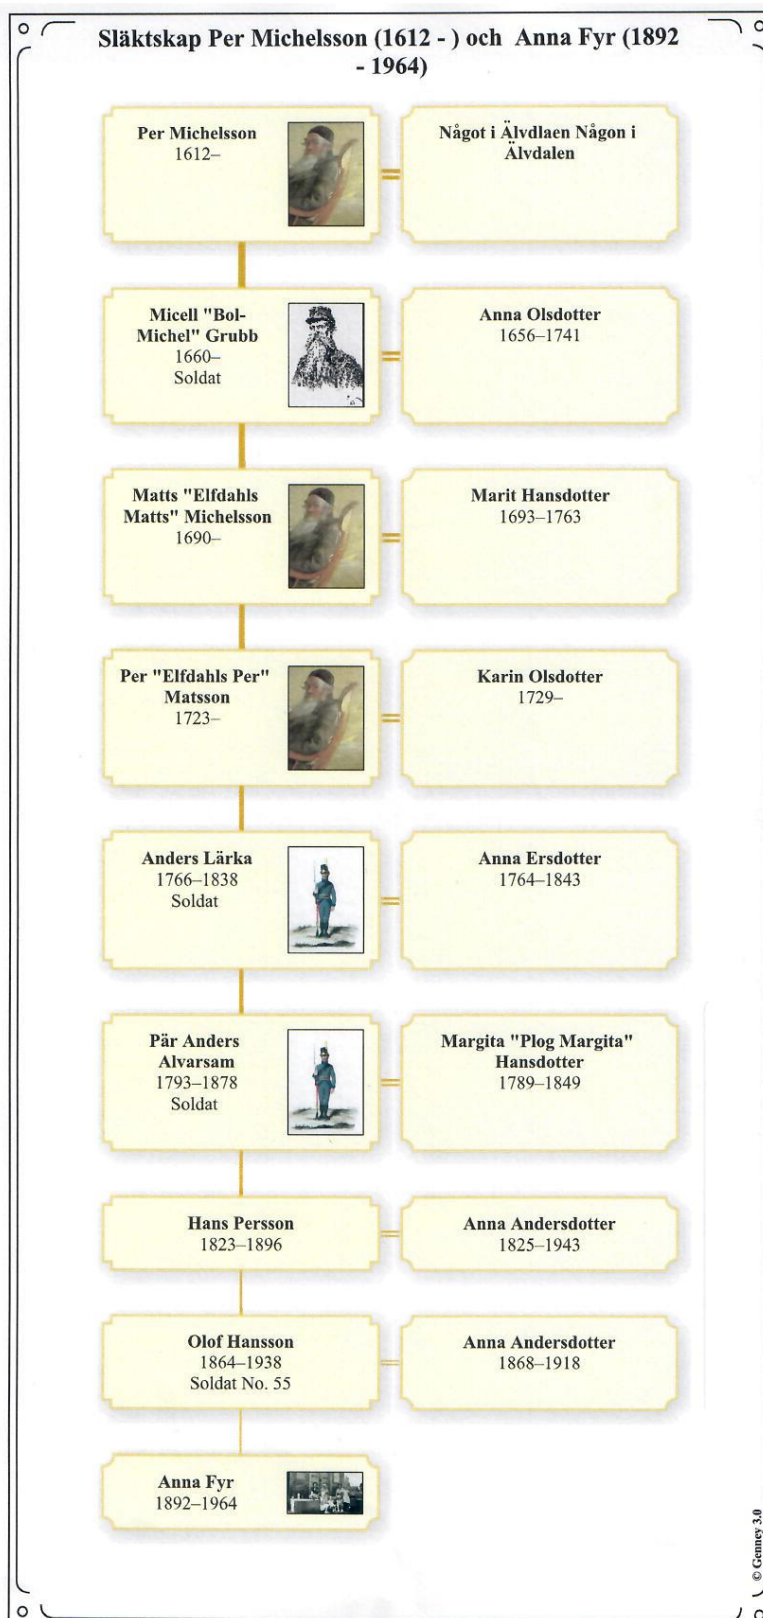 Släktskap Per Michelsson (1612 - ) och Anna Fyr (1892
- 1964)
Per Michelsson
1612–
Något i Älvdlaen Någon i
Älvdalen
Micell "Bol-
Michel" Grubb
1660–
Soldat
Anna Olsdotter
1656–1741
Matts "Elfdahls
Matts" Michelsson
1690–
Marit Hansdotter
1693–1763
Per "Elfdahls Per"
Matsson
1723–
Karin Olsdotter
1729–
Anders Lärka
1766–1838
Soldat
Anna Ersdotter
1764–1843
Pär Anders
Alvarsam
1793–1878
Soldat
Margita "Plog Margita"
Hansdotter
1789–1849
Hans Persson
1823–1896
Anna Andersdotter
1825–1943
Olof Hansson
1864–1938
Soldat No. 55
Anna Andersdotter
1868–1918
Anna Fyr
1892–1964
© Genney 3.0